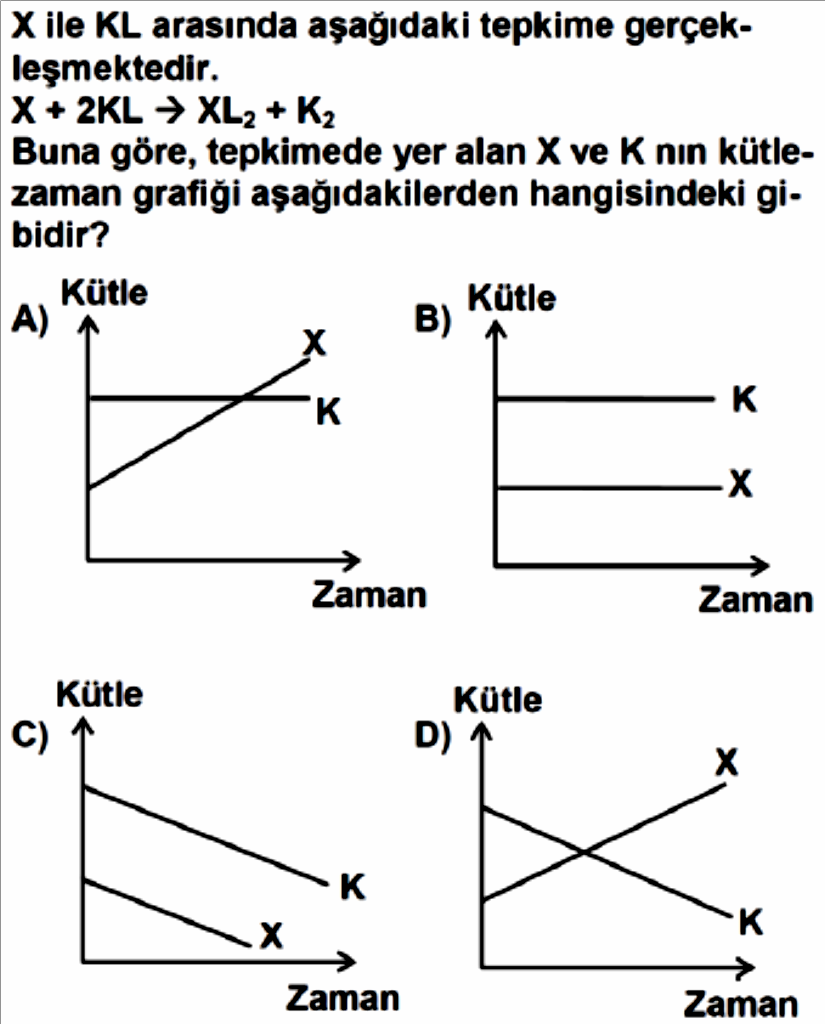 X ile KL arasında aşağıdaki tepkime gerçek-
leşmektedir.
X + 2KL → XL₂ + K₂
Buna göre, tepkimede yer alan X ve K nın kütle-
zaman grafiği aşağıdakilerden hangisindeki gi-
bidir?
A)
Kütle
X
K
Zaman
B)
Kütle
K
X
Zaman
C)
Kütle
K
X
Zaman
D)
Kütle
X
K
Zaman